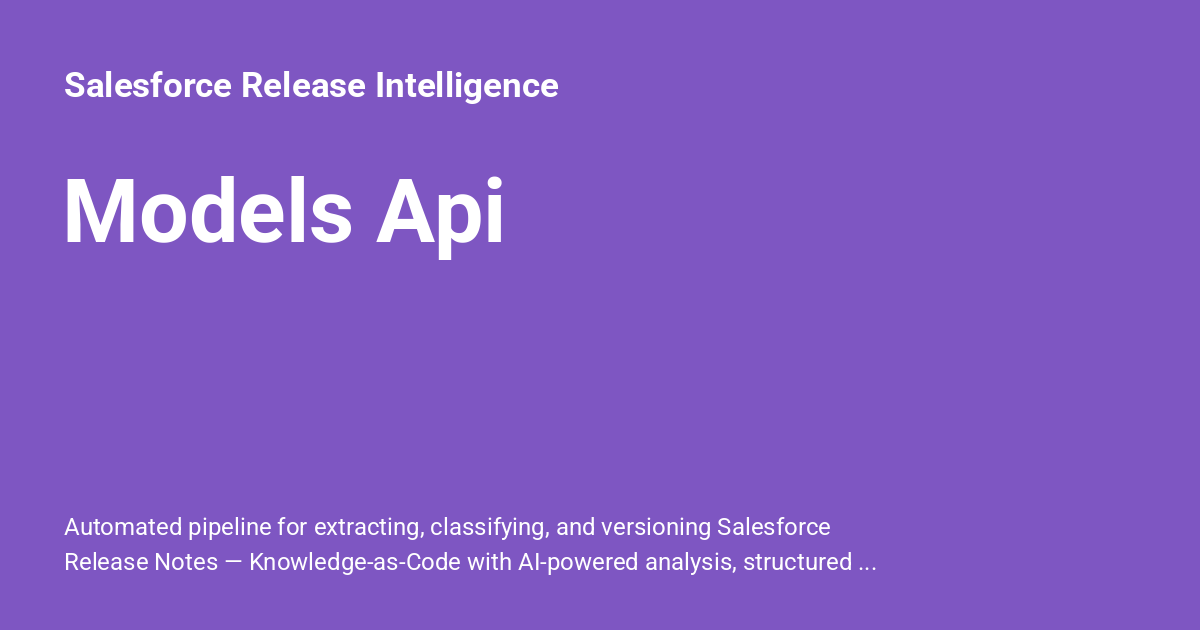 Salesforce Release Intelligence
Models Api
Automated pipeline for extracting, classifying, and versioning Salesforce
Release Notes — Knowledge-as-Code with AI-powered analysis, structured ...